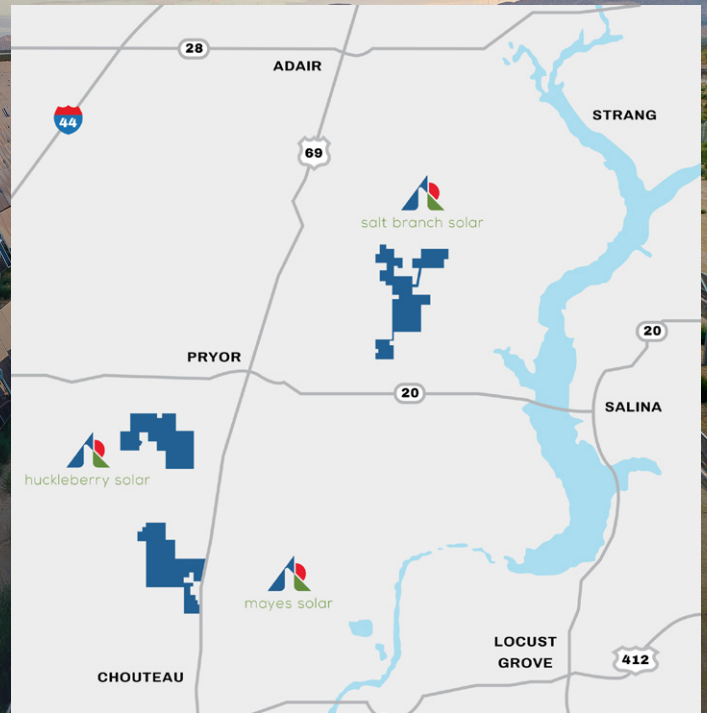 28
ADAIR
44
STRANG
69
salt branch solar
20
PRYOR
20
SALINA
huckleberry solar
mayes solar
LOCUST
GROVE
412
CHOUTEAU